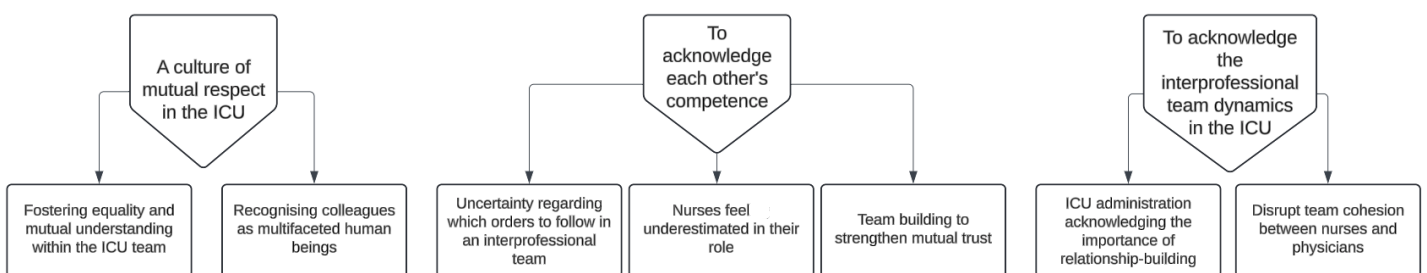 A culture of
mutual respect
in the ICU
Fostering equality and
mutual understanding
within the ICU team
Recognising colleagues
as multifaceted human
beings
To
acknowledge
each other's
competence
Uncertainty regarding
which orders to follow in
an interprofessional
team
Nurses feel
underestimated in their
role
Team building to
strengthen mutual trust
To acknowledge
the
interprofessional
team dynamics
in the ICU
ICU administration
acknowledging the
importance of
relationship-building
Disrupt team cohesion
between nurses and
physicians